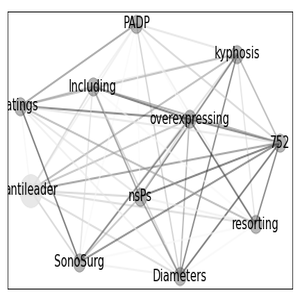 PADP
kyphosis
Including
atings
overexpressing
752
antileader
nsPs
resorting
SonoSurg
Diameters